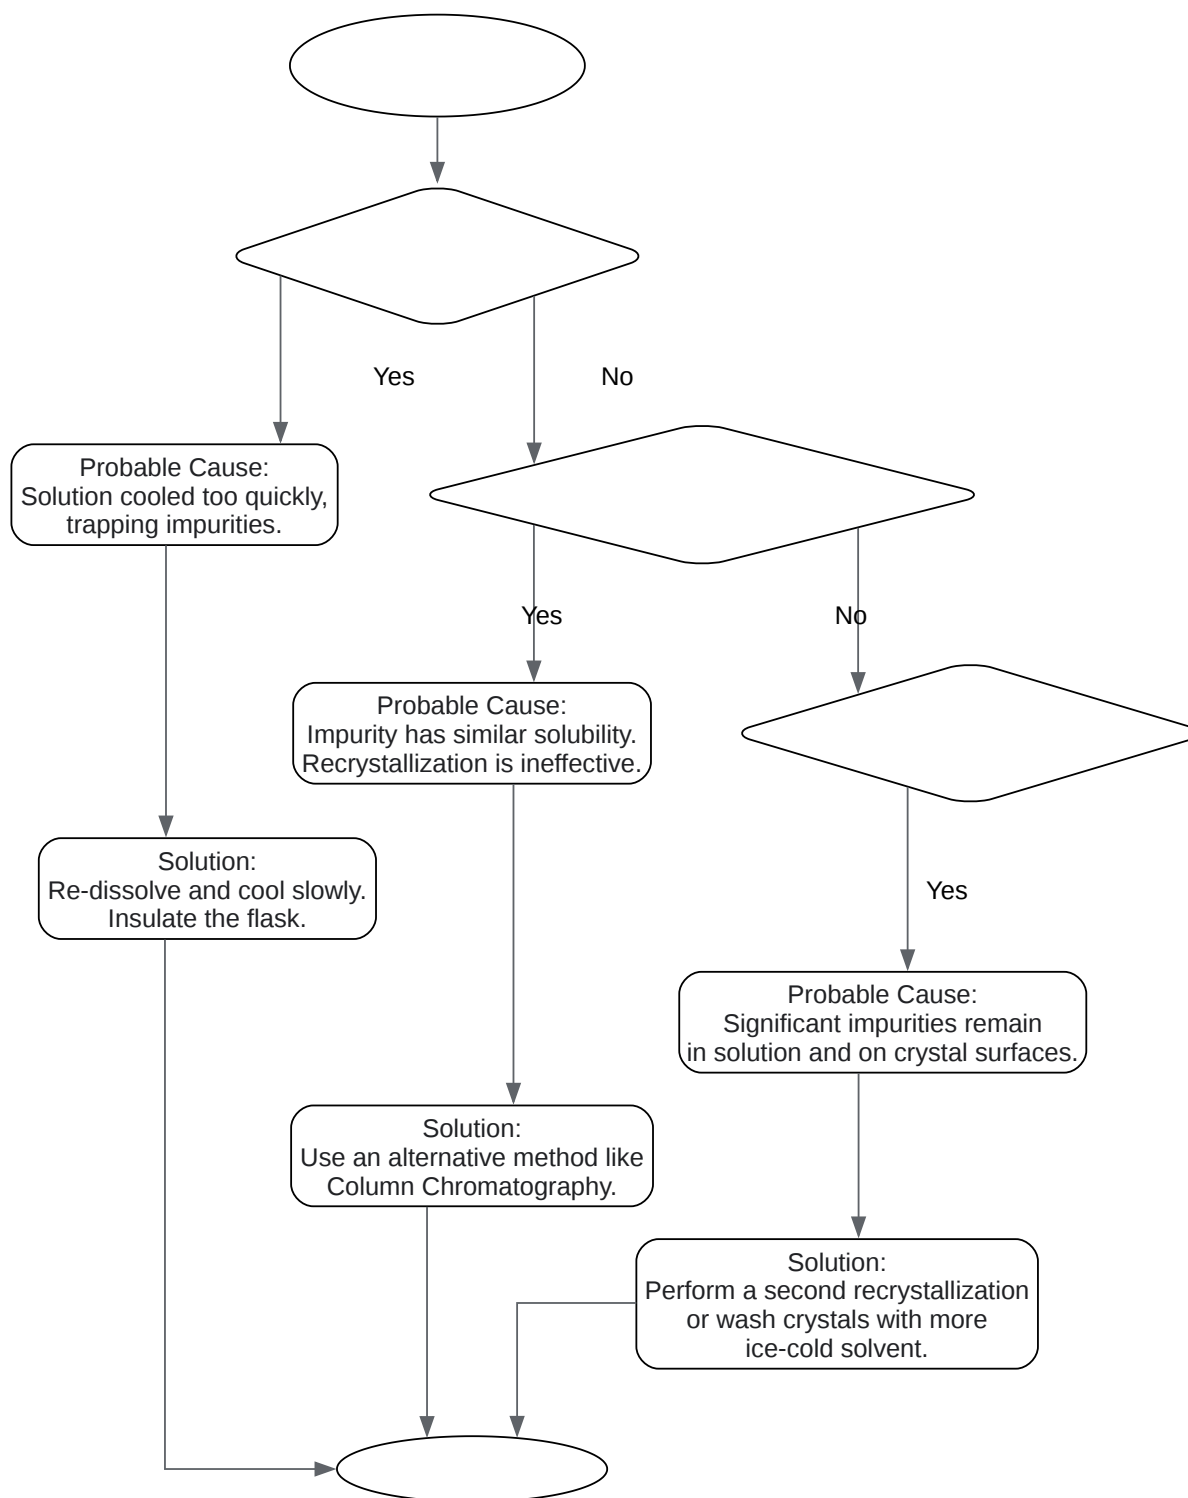 Yes
No
Probable Cause:
Solution cooled too quickly,
trapping impurities.
Yes
No
Probable Cause:
Impurity has similar solubility.
Recrystallization is ineffective.
Solution:
Re-dissolve and cool slowly.
Insulate the flask.
Yes
Probable Cause:
Significant impurities remain
in solution and on crystal surfaces.
Solution:
Use an alternative method like
Column Chromatography.
Solution:
Perform a second recrystallization
or wash crystals with more
ice-cold solvent.